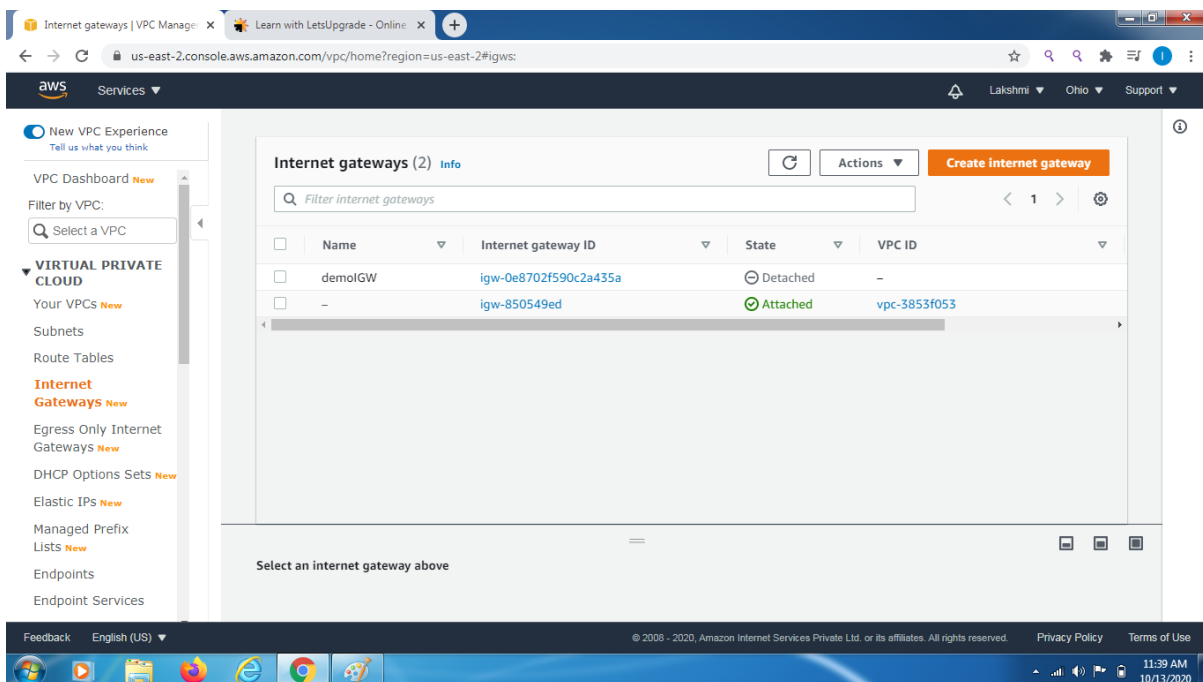 Internet gateways | VPC Manage
Learn with LetsUpgrade - Online
us-east-2.console.aws.amazon.com/vpc/home?region=us-east-2#igws:
I
aws Services Lakshmi Ohio Support
New VPC Experience
Tell us what you think
VPC Dashboard New
Filter by VPC:
Select a VPC
VIRTUAL PRIVATE
CLOUD
Your VPCs New
Subnets
Route Tables
Internet
Gateways New
Egress Only Internet
Gateways New
DHCP Options Sets New
Elastic IPs New
Managed Prefix
Lists New
Endpoints
Endpoint Services
Internet gateways (2) Info Actions Create internet gateway
Filter internet gateways 1
Name Internet gateway ID State VPC ID
demoIGW igw-0e8702f590c2a435a Detached –
– igw-850549ed Attached vpc-3853f053
Select an internet gateway above
Feedback English (US) © 2008 - 2020, Amazon Internet Services Private Ltd. or its affiliates. All rights reserved. Privacy Policy Terms of Use
11:39 AM
10/13/2020